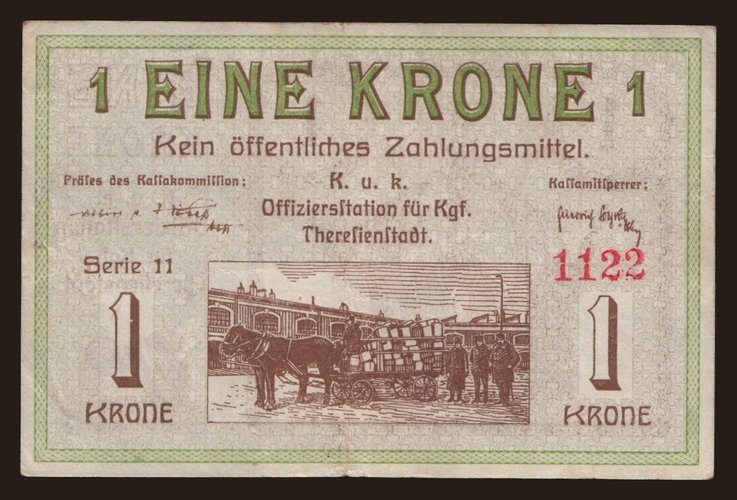 1 EINE KRONE 1
Kein öffentliches Zahlungsmittel.
Präſes des Kaſſakommiſſion:
K. u. k.
Kaſſamitſperrer:
Offiziersſtation für Kgf.
Thereſienſtadt.
Serie 11
1122
1
1
KRONE
KRONE